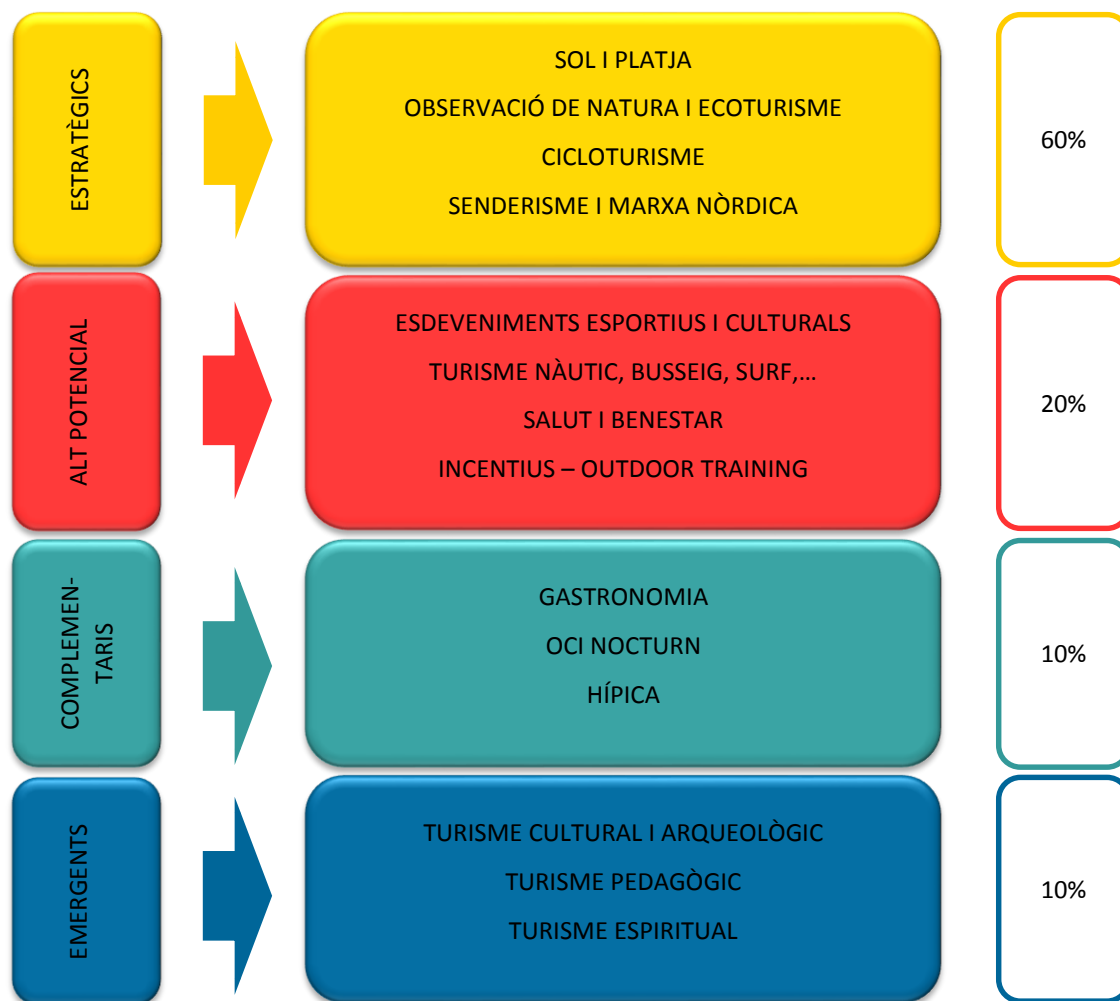 ESTRATÈGICS
SOL I PLATJA
OBSERVACIÓ DE NATURA I ECOTURISME
CICLOTURISME
SENDERISME I MARXA NÒRDICA
60%
ALT POTENCIAL
ESDEVENIMENTS ESPORTIUS I CULTURALS
TURISME NÀUTIC, BUSSEIG, SURF,…
SALUT I BENESTAR
INCENTIUS – OUTDOOR TRAINING
20%
COMPLEMEN-
TARIS
GASTRONOMIA
OCI NOCTURN
HÍPICA
10%
EMERGENTS
TURISME CULTURAL I ARQUEOLÒGIC
TURISME PEDAGÒGIC
TURISME ESPIRITUAL
10%